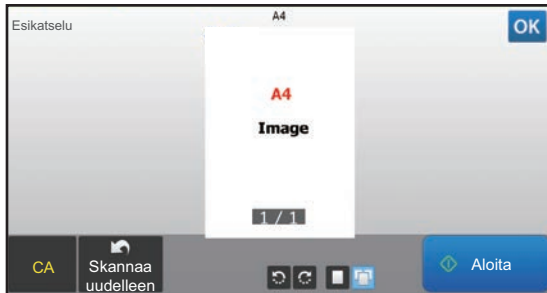 Esikatselu
A4
OK
A4
Image
1 / 1
CA
Skannaa
uudelleen
Aloita